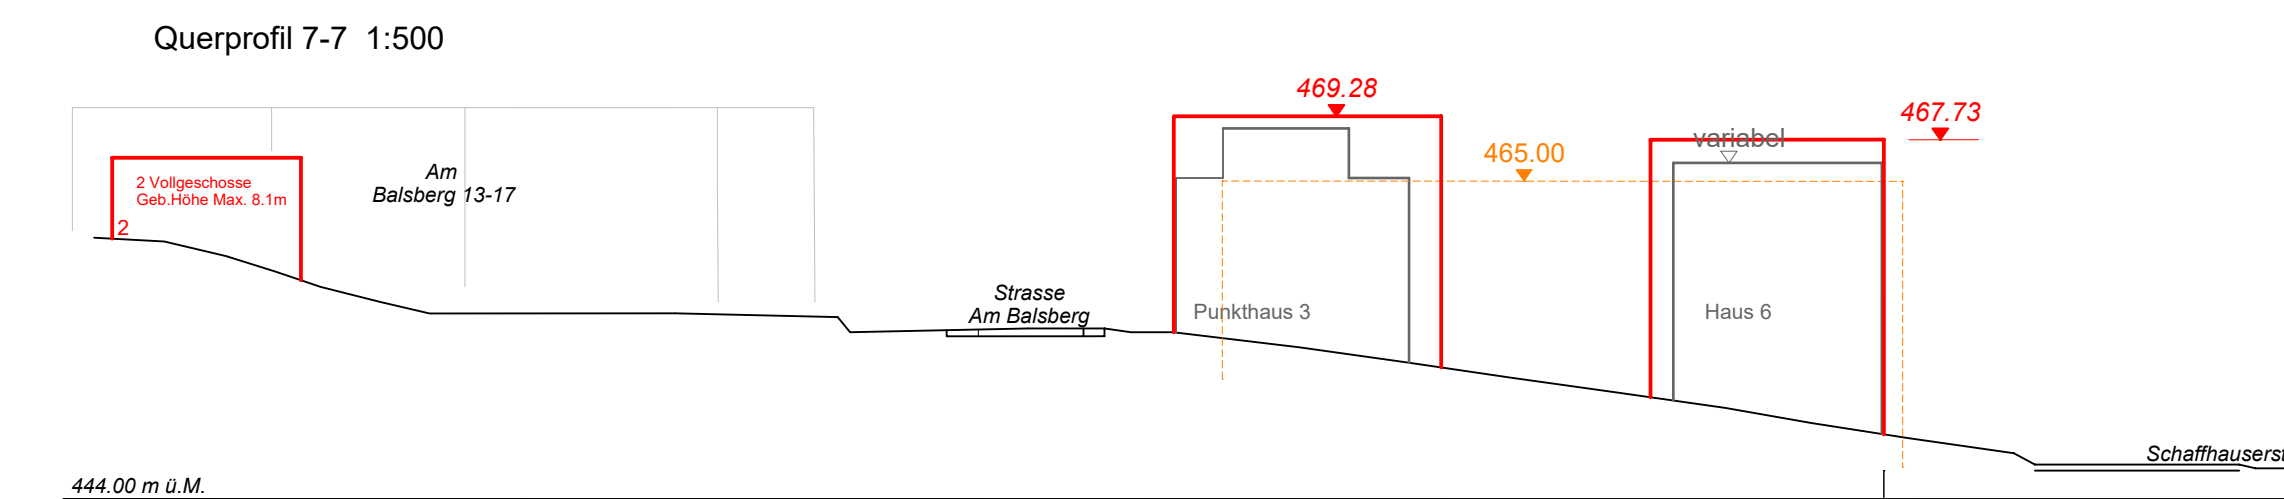 Querprofil 7-7 1:500
469.28
467.73
variabel
465.00
Am
Balsberg 13-17
2 Vollgeschosse
Geb.Höhe Max. 8.1m
2
Strasse
Am Balsberg
Punkthaus 3
Haus 6
Schaffhauserst
444.00 m ü.M.